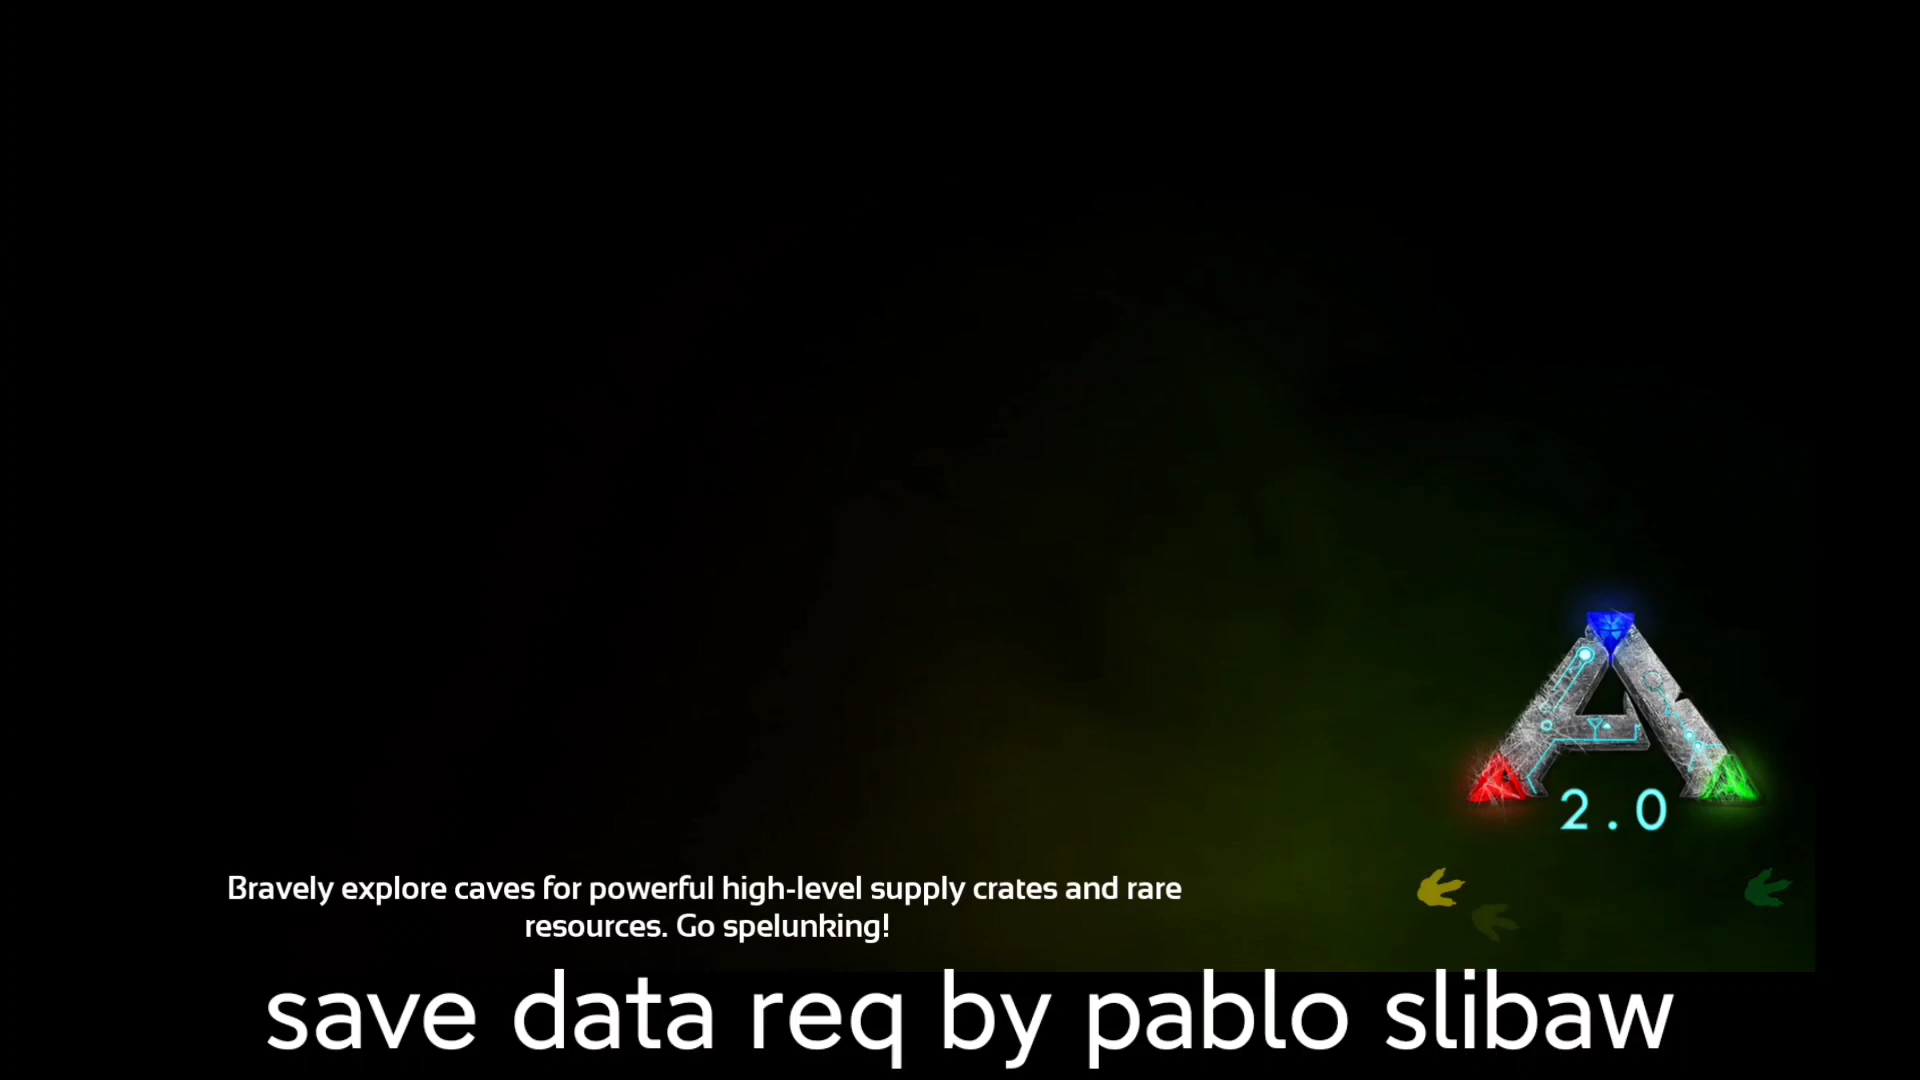 2.0
Bravely explore caves for powerful high-level supply crates and rare
resources. Go spelunking!
save data req by pablo slibaw